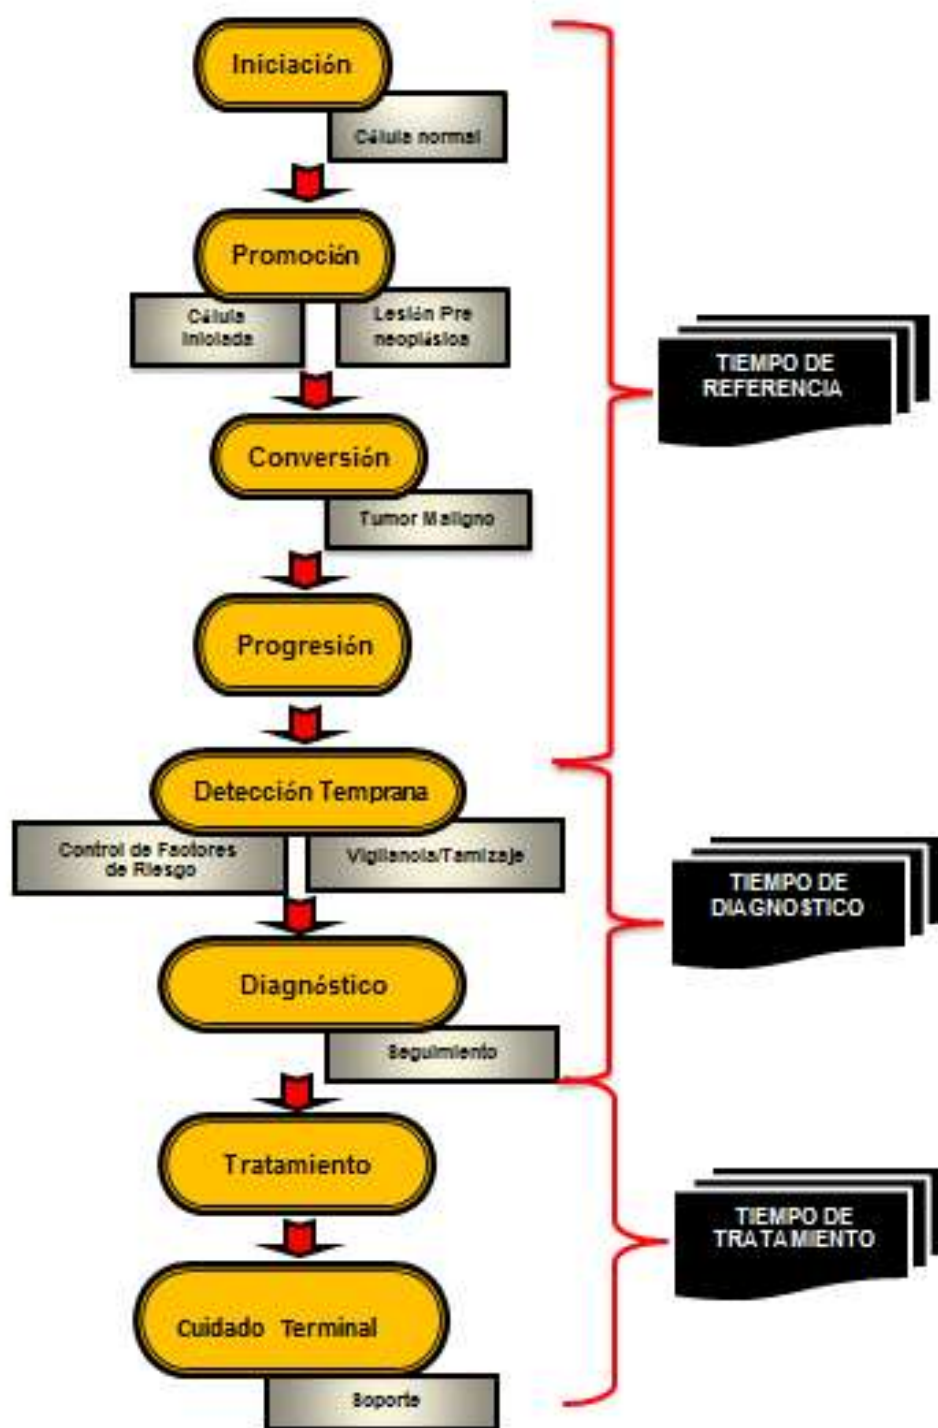 Iniciación
Célula normal
Promoción
Célula
Iniciada
Lesión Pre
neoplásica
TIEMPO DE
REFERENCIA
Conversión
Tumor Maligno
Progresión
Detección Temprana
Control de Factores
de Riesgo
Vigilancia/Tamizaje
TIEMPO DE
DIAGNOSTICO
Diagnóstico
Seguimiento
Tratamiento
TIEMPO DE
TRATAMIENTO
Cuidado Terminal
Soporte